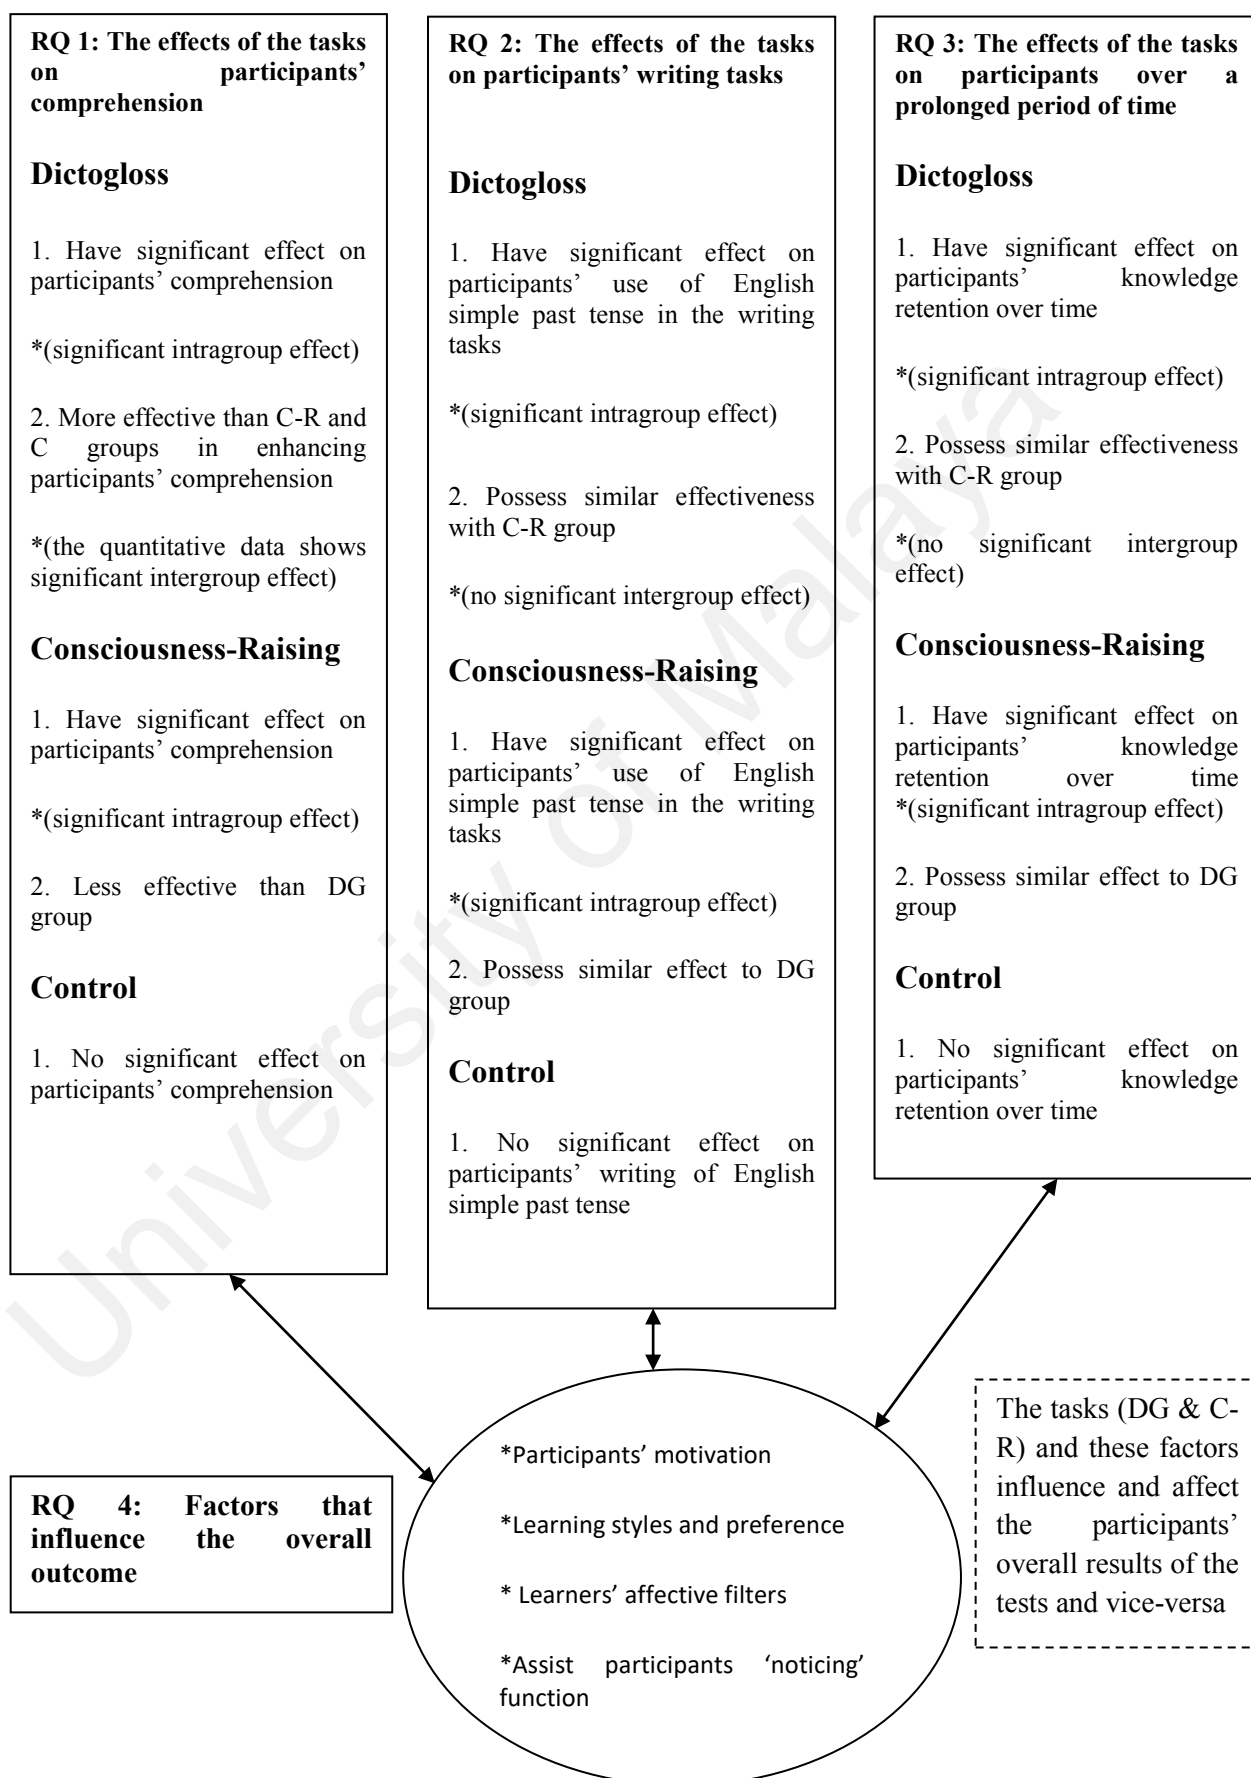 RQ 1: The effects of the tasks
on participants’
comprehension
Dictogloss
1. Have significant effect on
participants’ comprehension
*(significant intragroup effect)
2. More effective than C-R and
C groups in enhancing
participants’ comprehension
*(the quantitative data shows
significant intergroup effect)
Consciousness-Raising
1. Have significant effect on
participants’ comprehension
*(significant intragroup effect)
2. Less effective than DG
group
Control
1. No significant effect on
participants’ comprehension
RQ 2: The effects of the tasks
on participants’ writing tasks
Dictogloss
1. Have significant effect on
participants’ use of English
simple past tense in the writing
tasks
*(significant intragroup effect)
2. Possess similar effectiveness
with C-R group
*(no significant intergroup effect)
Consciousness-Raising
1. Have significant effect on
participants’ use of English
simple past tense in the writing
tasks
*(significant intragroup effect)
2. Possess similar effect to DG
group
Control
1. No significant effect on
participants’ writing of English
simple past tense
RQ 3: The effects of the tasks
on participants over a
prolonged period of time
Dictogloss
1. Have significant effect on
participants’ knowledge
retention over time
*(significant intragroup effect)
2. Possess similar effectiveness
with C-R group
*(no significant intergroup
effect)
Consciousness-Raising
1. Have significant effect on
participants’ knowledge
retention over time
*(significant intragroup effect)
2. Possess similar effect to DG
group
Control
1. No significant effect on
participants’ knowledge
retention over time
RQ 4: Factors that
influence the overall
outcome
*Participants’ motivation
*Learning styles and preference
* Learners’ affective filters
*Assist participants ‘noticing’
function
The tasks (DG & C-
R) and these factors
influence and affect
the participants’
overall results of the
tests and vice-versa
University of Malaya